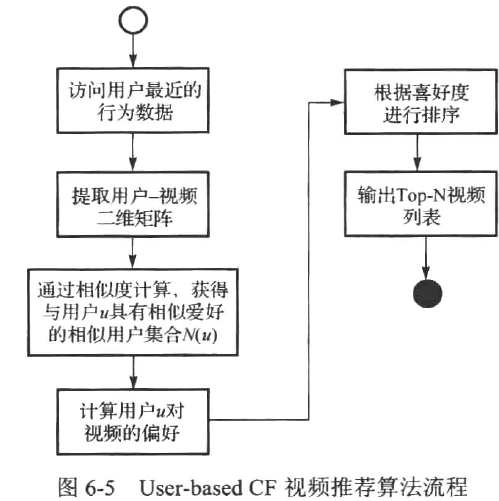 访问用户最近的
行为数据
提取用户–视频
二维矩阵
通过相似度计算，获得
与用户u具有相似爱好
的相似用户集合N(u)
计算用户u对
视频的偏好
根据喜好度
进行排序
输出Top-N视频
列表
图 6-5 User-based CF 视频推荐算法流程